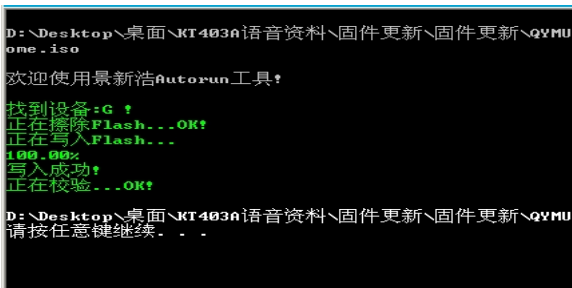 D:\Desktop\桌面\KT403A语音资料\固件更新\固件更新\QYMU
ome.iso
欢迎使用景新浩Autorun工具!
找到设备:G !
正在擦除Flash...OK!
正在写入Flash...
100.00%
写入成功!
正在校验...OK!
D:\Desktop\桌面\KT403A语音资料\固件更新\固件更新\QYMU
请按任意键继续. . .